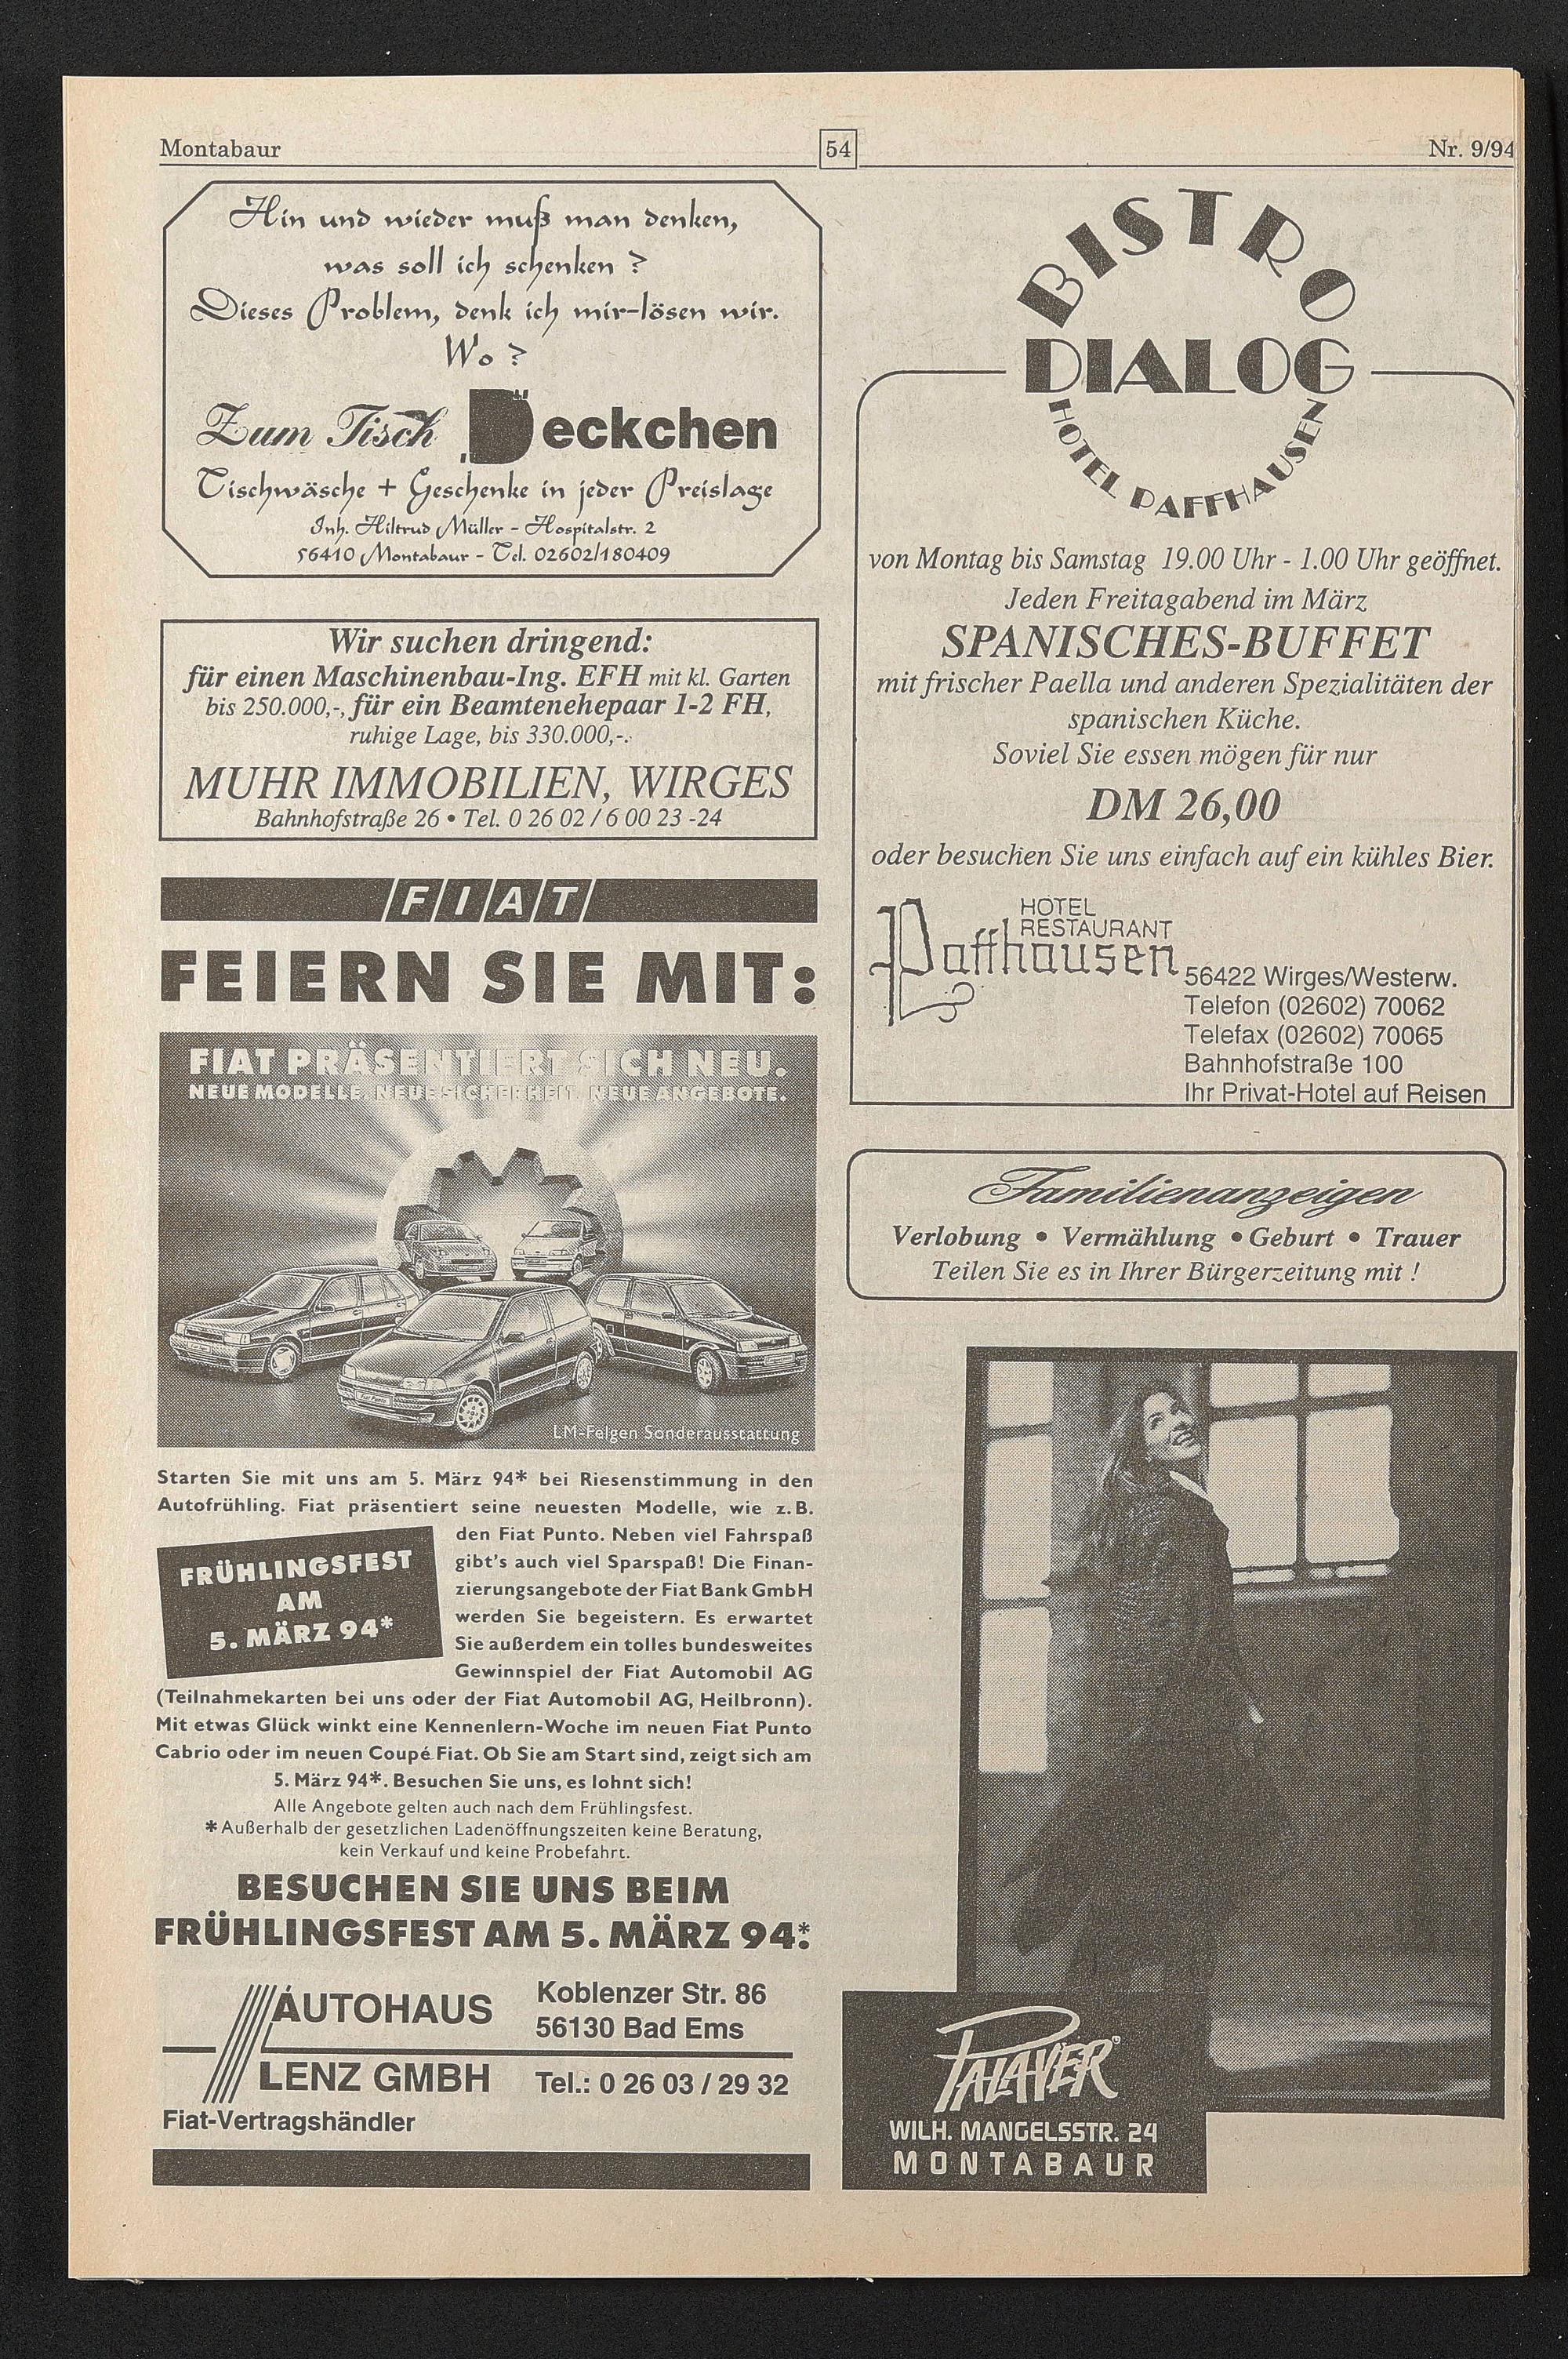 Montabaur
54
Nr. 9/94
Hin und wieder muß man denken,
was soll ich schenken ?
Dieses Problem, denk ich mir-lösen wir.
Wo ?
Zum Tisch Deckchen
Tischwäsche + Geschenke in jeder Preislage
Inh. Hiltrud Müller - Hospitalstr. 2
56410 Montabaur - Tel. 02602/180409
Wir suchen dringend:
für einen Maschinenbau-Ing. EFH mit kl. Garten
bis 250.000,-, für ein Beamtenehepaar 1-2 FH,
ruhige Lage, bis 330.000,-.
MUHR IMMOBILIEN, WIRGES
Bahnhofstraße 26 • Tel. 0 26 02 / 6 00 23 -24
FIAT
FEIERN SIE MIT:
FIAT PRÄSENTIERT SICH NEU.
NEUE MODELLE. NEUE SICHERHEIT. NEUE ANGEBOTE.
Fiat Punto
LM-Felgen Sonderausstattung
Starten Sie mit uns am 5. März 94* bei Riesenstimmung in den
Autofrühling. Fiat präsentiert seine neuesten Modelle, wie z.B.
den Fiat Punto. Neben viel Fahrspaß
gibt's auch viel Sparspaß! Die Finan-
zierungsangebote der Fiat Bank GmbH
werden Sie begeistern. Es erwartet
Sie außerdem ein tolles bundesweites
Gewinnspiel der Fiat Automobil AG
FRÜHLINGSFEST
AM
5. MÄRZ 94*
(Teilnahmekarten bei uns oder der Fiat Automobil AG, Heilbronn).
Mit etwas Glück winkt eine Kennenlern-Woche im neuen Fiat Punto
Cabrio oder im neuen Coupé Fiat. Ob Sie am Start sind, zeigt sich am
5. März 94*. Besuchen Sie uns, es lohnt sich!
Alle Angebote gelten auch nach dem Frühlingsfest.
*Außerhalb der gesetzlichen Ladenöffnungszeiten keine Beratung,
kein Verkauf und keine Probefahrt.
BESUCHEN SIE UNS BEIM
FRÜHLINGSFEST AM 5. MÄRZ 94*.
AUTOHAUS
LENZ GMBH
Koblenzer Str. 86
56130 Bad Ems
Tel.: 0 26 03 / 29 32
Fiat-Vertragshändler
BISTRO
DIALOG
HOTEL PAFFHAUSEN
von Montag bis Samstag 19.00 Uhr - 1.00 Uhr geöffnet.
Jeden Freitagabend im März
SPANISCHES-BUFFET
mit frischer Paella und anderen Spezialitäten der
spanischen Küche.
Soviel Sie essen mögen für nur
DM 26,00
oder besuchen Sie uns einfach auf ein kühles Bier.
HOTEL
RESTAURANT
Paffhausen
56422 Wirges/Westerw.
Telefon (02602) 70062
Telefax (02602) 70065
Bahnhofstraße 100
Ihr Privat-Hotel auf Reisen
Familienanzeigen
Verlobung • Vermählung • Geburt • Trauer
Teilen Sie es in Ihrer Bürgerzeitung mit !
PALAVER
WILH. MANGELSSTR. 24
MONTABAUR